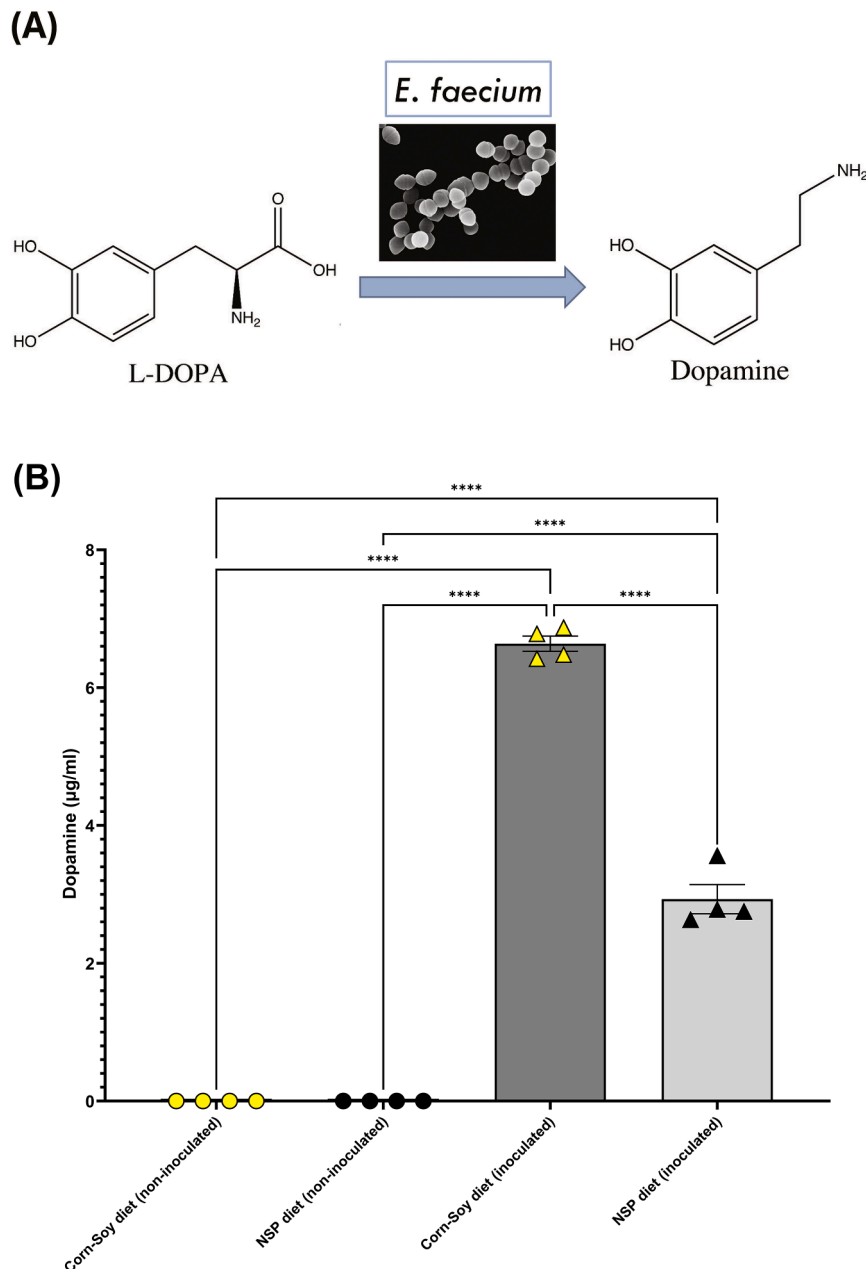 (A)
E. faecium
HO
HO
O
OH
NH2
L-DOPA
HO
HO
NH2
Dopamine
(B)
****
****
****
****
****
Dopamine (µg/ml)
8
6
4
2
0
Corn-Soy diet (non-inoculated)
NSP diet (non-inoculated)
Corn-Soy diet (inoculated)
NSP diet (inoculated)